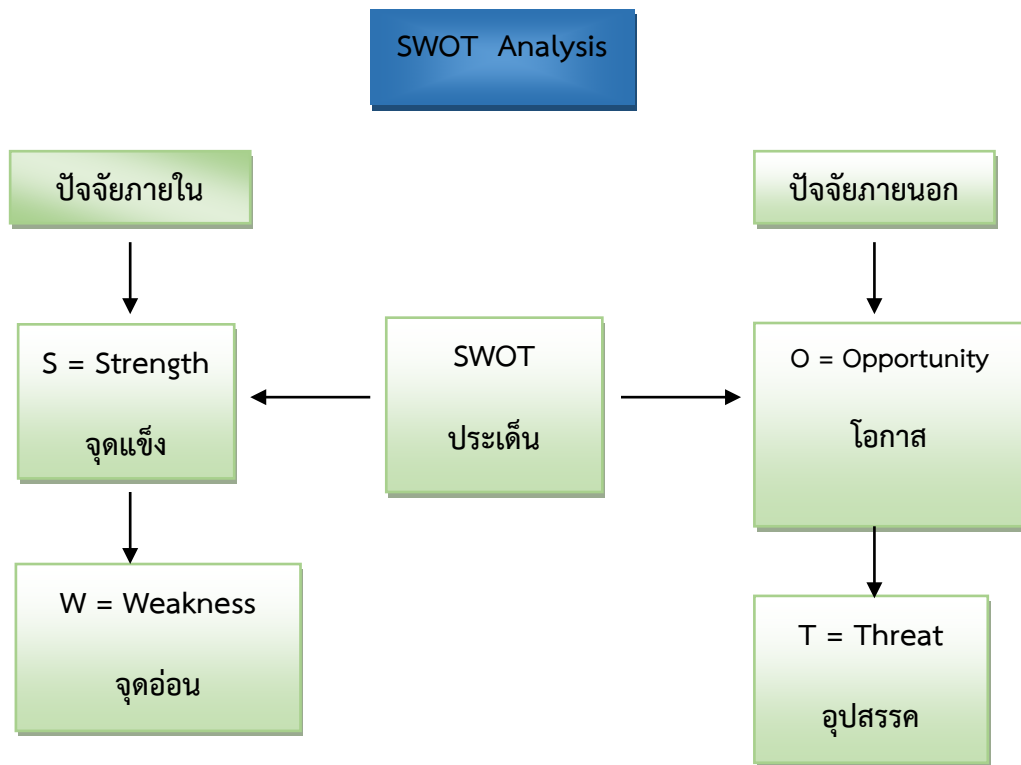 SWOT Analysis
ปัจจัยภายใน
ปัจจัยภายนอก
S = Strength
จุดแข็ง
SWOT
ประเด็น
O = Opportunity
โอกาส
W = Weakness
จุดอ่อน
T = Threat
อุปสรรค